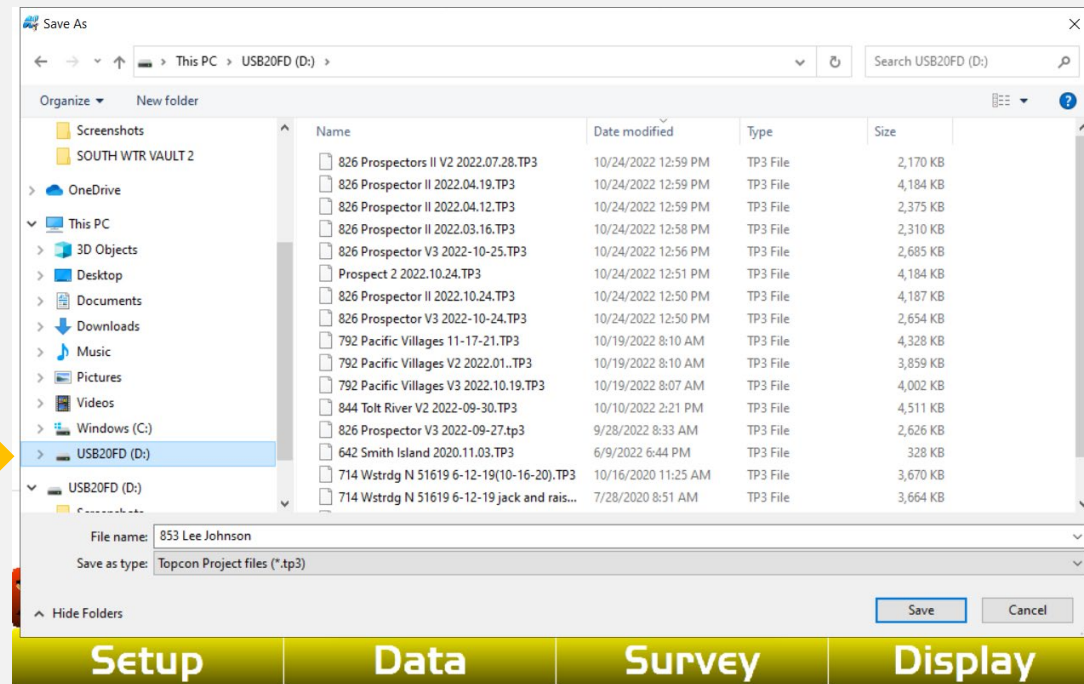 Save As
This PC > USB20FD (D:) >
Search USB20FD (D:)
Organize
New folder
Screenshots
SOUTH WTR VAULT 2
OneDrive
This PC
3D Objects
Desktop
Documents
Downloads
Music
Pictures
Videos
Windows (C:)
USB20FD (D:)
USB20FD (D:)
Name Date modified Type Size
826 Prospectors II V2 2022.07.28.TP3 10/24/2022 12:59 PM TP3 File 2,170 KB
826 Prospector II 2022.04.19.TP3 10/24/2022 12:59 PM TP3 File 4,184 KB
826 Prospector II 2022.04.12.TP3 10/24/2022 12:59 PM TP3 File 2,375 KB
826 Prospector II 2022.03.16.TP3 10/24/2022 12:58 PM TP3 File 2,310 KB
826 Prospector V3 2022-10-25.TP3 10/24/2022 12:56 PM TP3 File 2,685 KB
Prospect 2 2022.10.24.TP3 10/24/2022 12:51 PM TP3 File 4,184 KB
826 Prospector II 2022.10.24.TP3 10/24/2022 12:50 PM TP3 File 4,187 KB
826 Prospector V3 2022-10-24.TP3 10/24/2022 12:50 PM TP3 File 2,654 KB
792 Pacific Villages 11-17-21.TP3 10/19/2022 8:10 AM TP3 File 4,328 KB
792 Pacific Villages V2 2022.01..TP3 10/19/2022 8:10 AM TP3 File 3,859 KB
792 Pacific Villages V3 2022.10.19.TP3 10/19/2022 8:07 AM TP3 File 4,002 KB
844 Tolt River V2 2022-09-30.TP3 10/10/2022 2:21 PM TP3 File 4,511 KB
826 Prospector V3 2022-09-27.tp3 9/28/2022 8:33 AM TP3 File 2,626 KB
642 Smith Island 2020.11.03.TP3 6/9/2022 6:44 PM TP3 File 328 KB
714 Wstrdg N 51619 6-12-19(10-16-20).TP3 10/16/2020 11:25 AM TP3 File 3,670 KB
714 Wstrdg N 51619 6-12-19 jack and rais... 7/28/2020 8:51 AM TP3 File 3,664 KB
File name: 853 Lee Johnson
Save as type: Topcon Project files (*.tp3)
Hide Folders
Save
Cancel
Setup
Data
Survey
Display